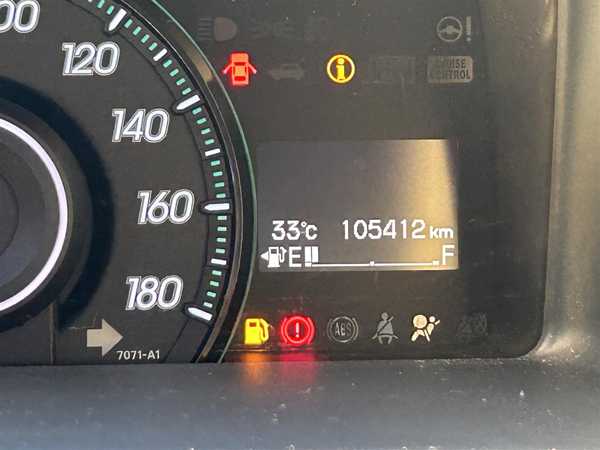 120
140
160
180
7071-A1
CRUISE
CONTROL
33°C 105412 km
E F
ABS